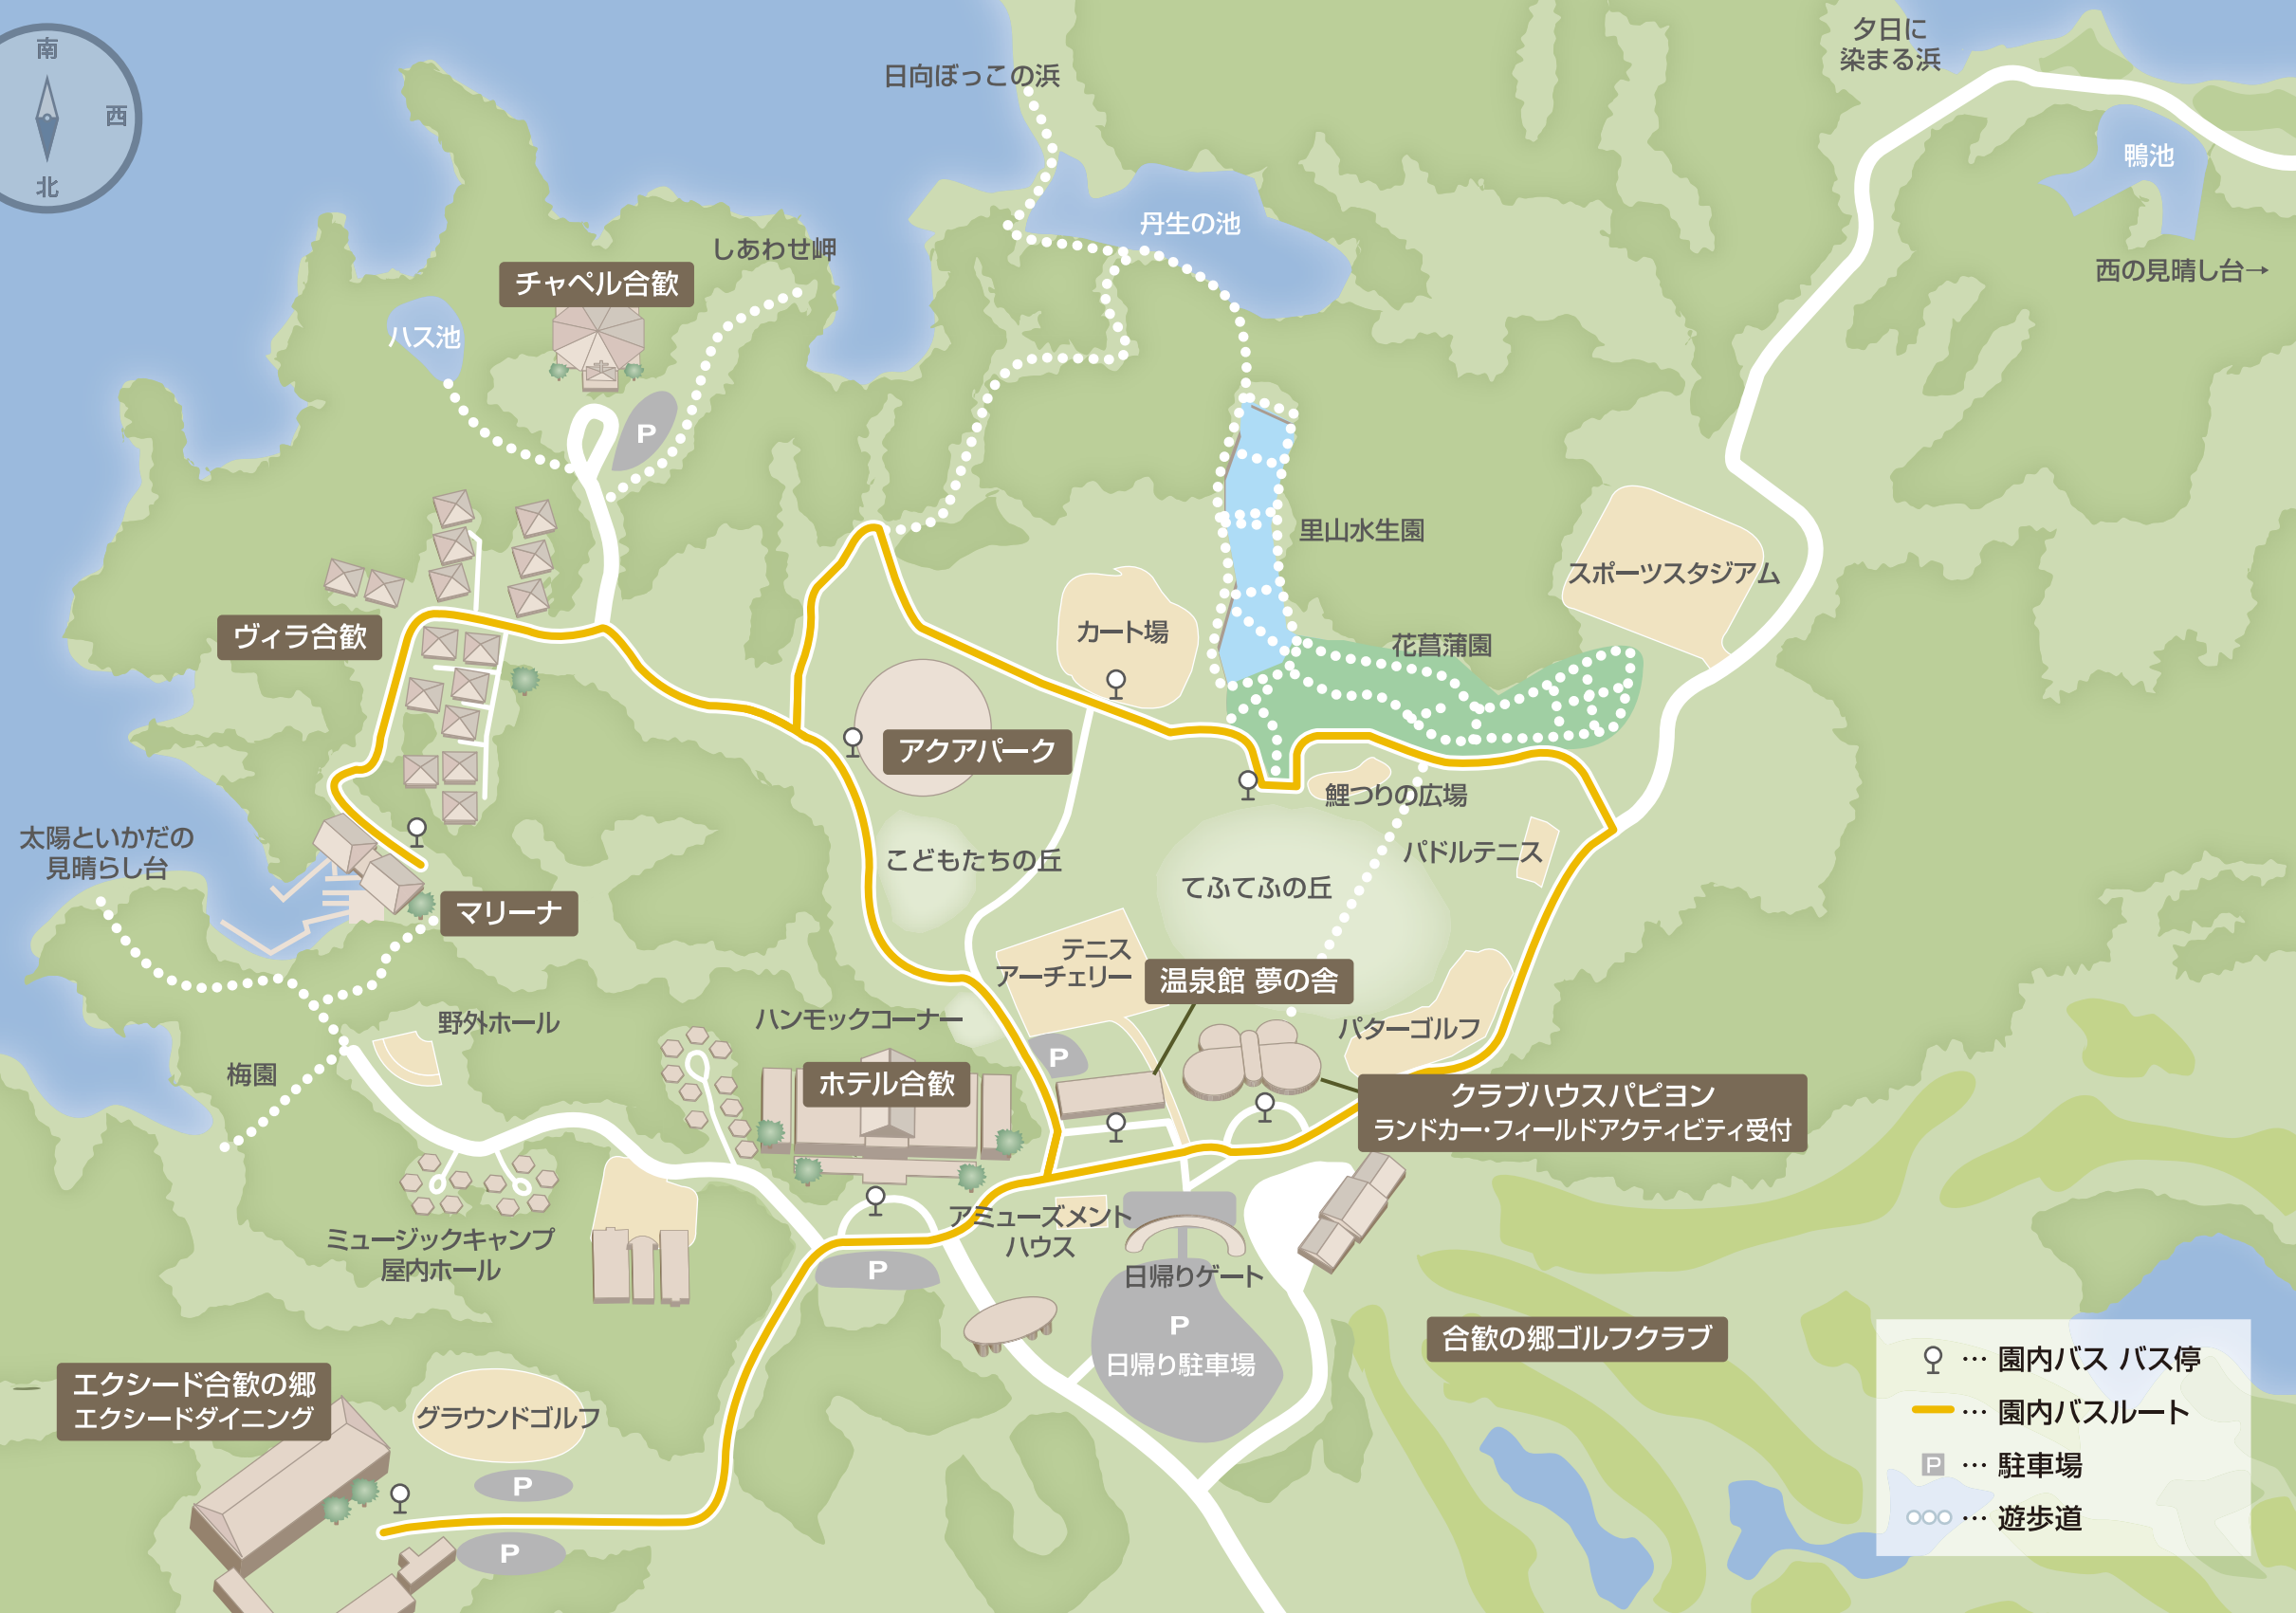 南
西
北
夕日に
染まる浜
日向ぼっこの浜
鴨池
丹生の池
しあわせ岬
西の見晴し台→
チャペル合歓
ハス池
P
里山水生園
スポーツスタジアム
ヴィラ合歓
カート場
花菖蒲園
アクアパーク
鯉つりの広場
太陽といかだの
見晴らし台
こどもたちの丘
パドルテニス
てふてふの丘
マリーナ
テニス
アーチェリー
温泉館 夢の舎
野外ホール
ハンモックコーナー
パターゴルフ
P
梅園
ホテル合歓
クラブハウスパピヨン
ランドカー・フィールドアクティビティ受付
アミューズメント
ハウス
ミュージックキャンプ
屋内ホール
P
日帰りゲート
P
日帰り駐車場
合歓の郷ゴルフクラブ
エクシード合歓の郷
エクシードダイニング
グラウンドゴルフ
P
P
… 園内バス バス停
… 園内バスルート
P … 駐車場
… 遊歩道